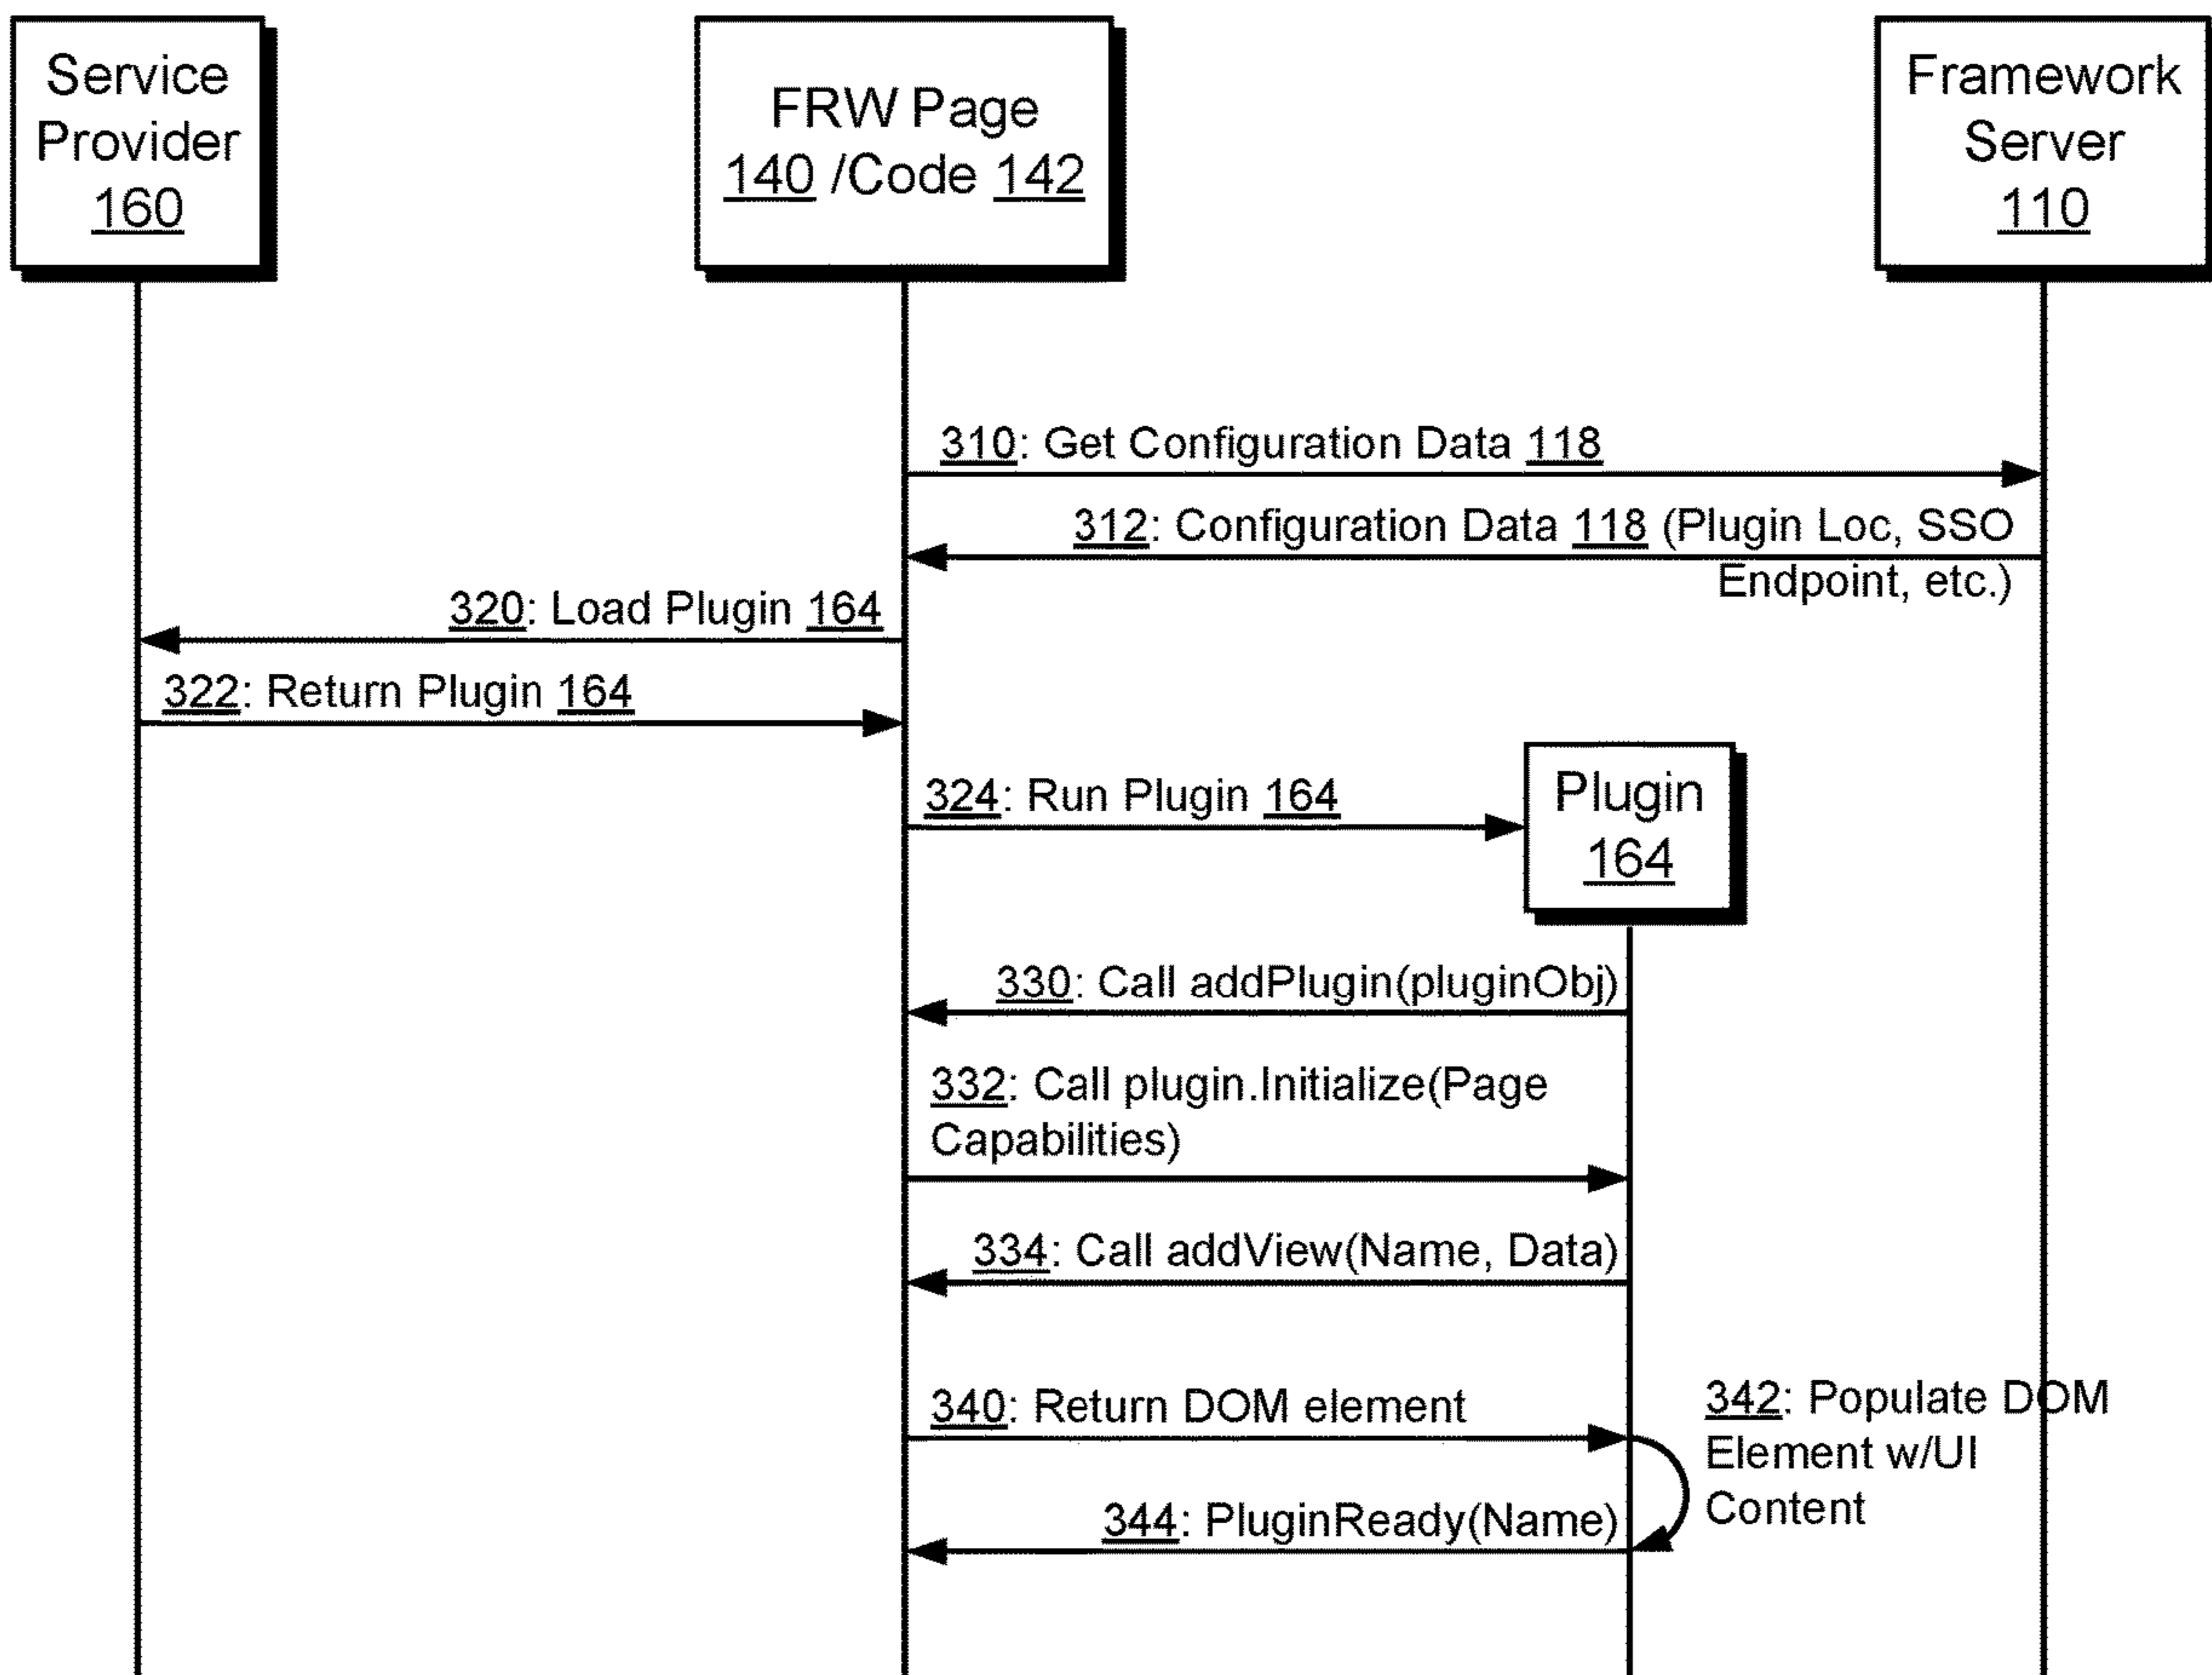 Service
Provider
160
FRW Page
140 /Code 142
Framework
Server
110
310: Get Configuration Data 118
312: Configuration Data 118 (Plugin Loc, SSO
Endpoint, etc.)
320: Load Plugin 164
322: Return Plugin 164
324: Run Plugin 164
Plugin
164
330: Call addPlugin(pluginObj)
332: Call plugin.Initialize(Page
Capabilities)
334: Call addView(Name, Data)
340: Return DOM element
342: Populate DOM
Element w/UI
Content
344: PluginReady(Name)